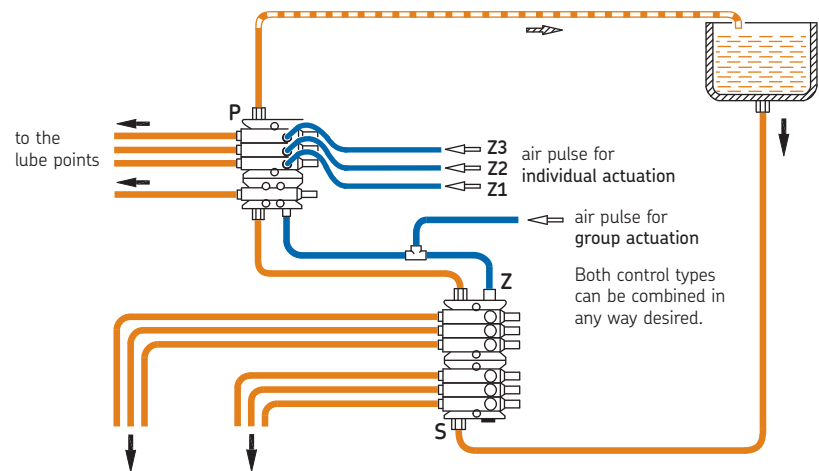 P
to the
lube points
Z3
Z2
Z1
air pulse for
individual actuation
air pulse for
group actuation
Both control types
can be combined in
any way desired.
Z
S